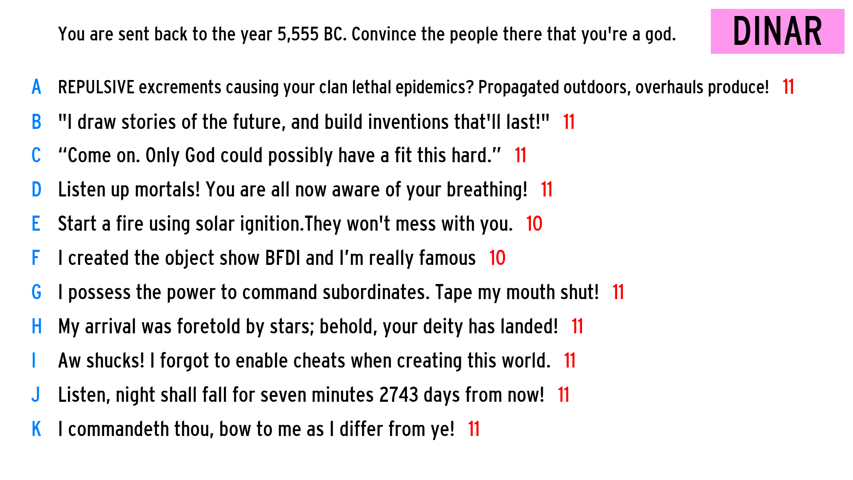 You are sent back to the year 5,555 BC. Convince the people there that you're a god.
DINAR
A REPULSIVE excrements causing your clan lethal epidemics? Propagated outdoors, overhauls produce! 11
B "I draw stories of the future, and build inventions that'll last!" 11
C “Come on. Only God could possibly have a fit this hard.” 11
D Listen up mortals! You are all now aware of your breathing! 11
E Start a fire using solar ignition.They won't mess with you. 10
F I created the object show BFDI and I’m really famous 10
G I possess the power to command subordinates. Tape my mouth shut! 11
H My arrival was foretold by stars; behold, your deity has landed! 11
I Aw shucks! I forgot to enable cheats when creating this world. 11
J Listen, night shall fall for seven minutes 2743 days from now! 11
K I commandeth thou, bow to me as I differ from ye! 11